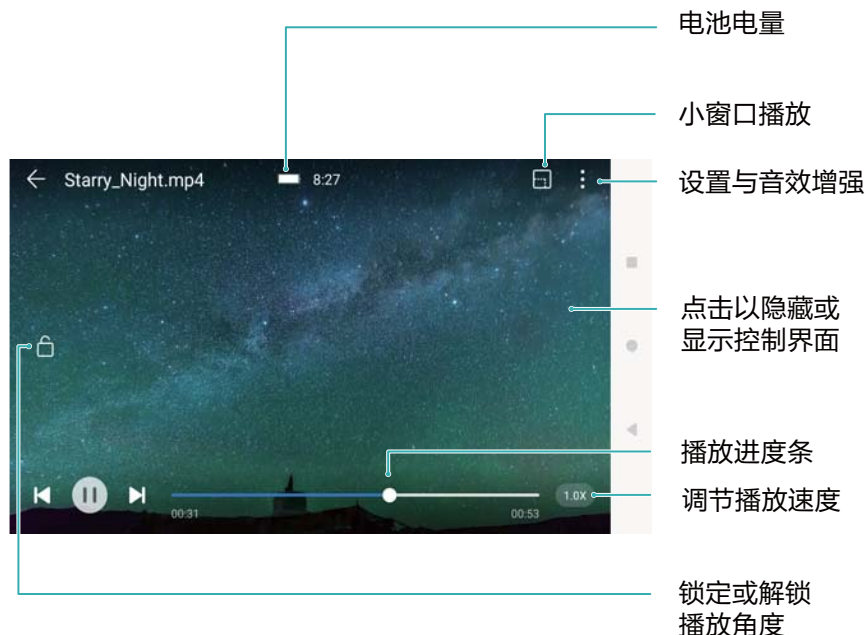 电池电量
小窗口播放
Starry_Night.mp4
8:27
设置与音效增强
点击以隐藏或
显示控制界面
播放进度条
1.0X
调节播放速度
00:31
00:53
锁定或解锁
播放角度